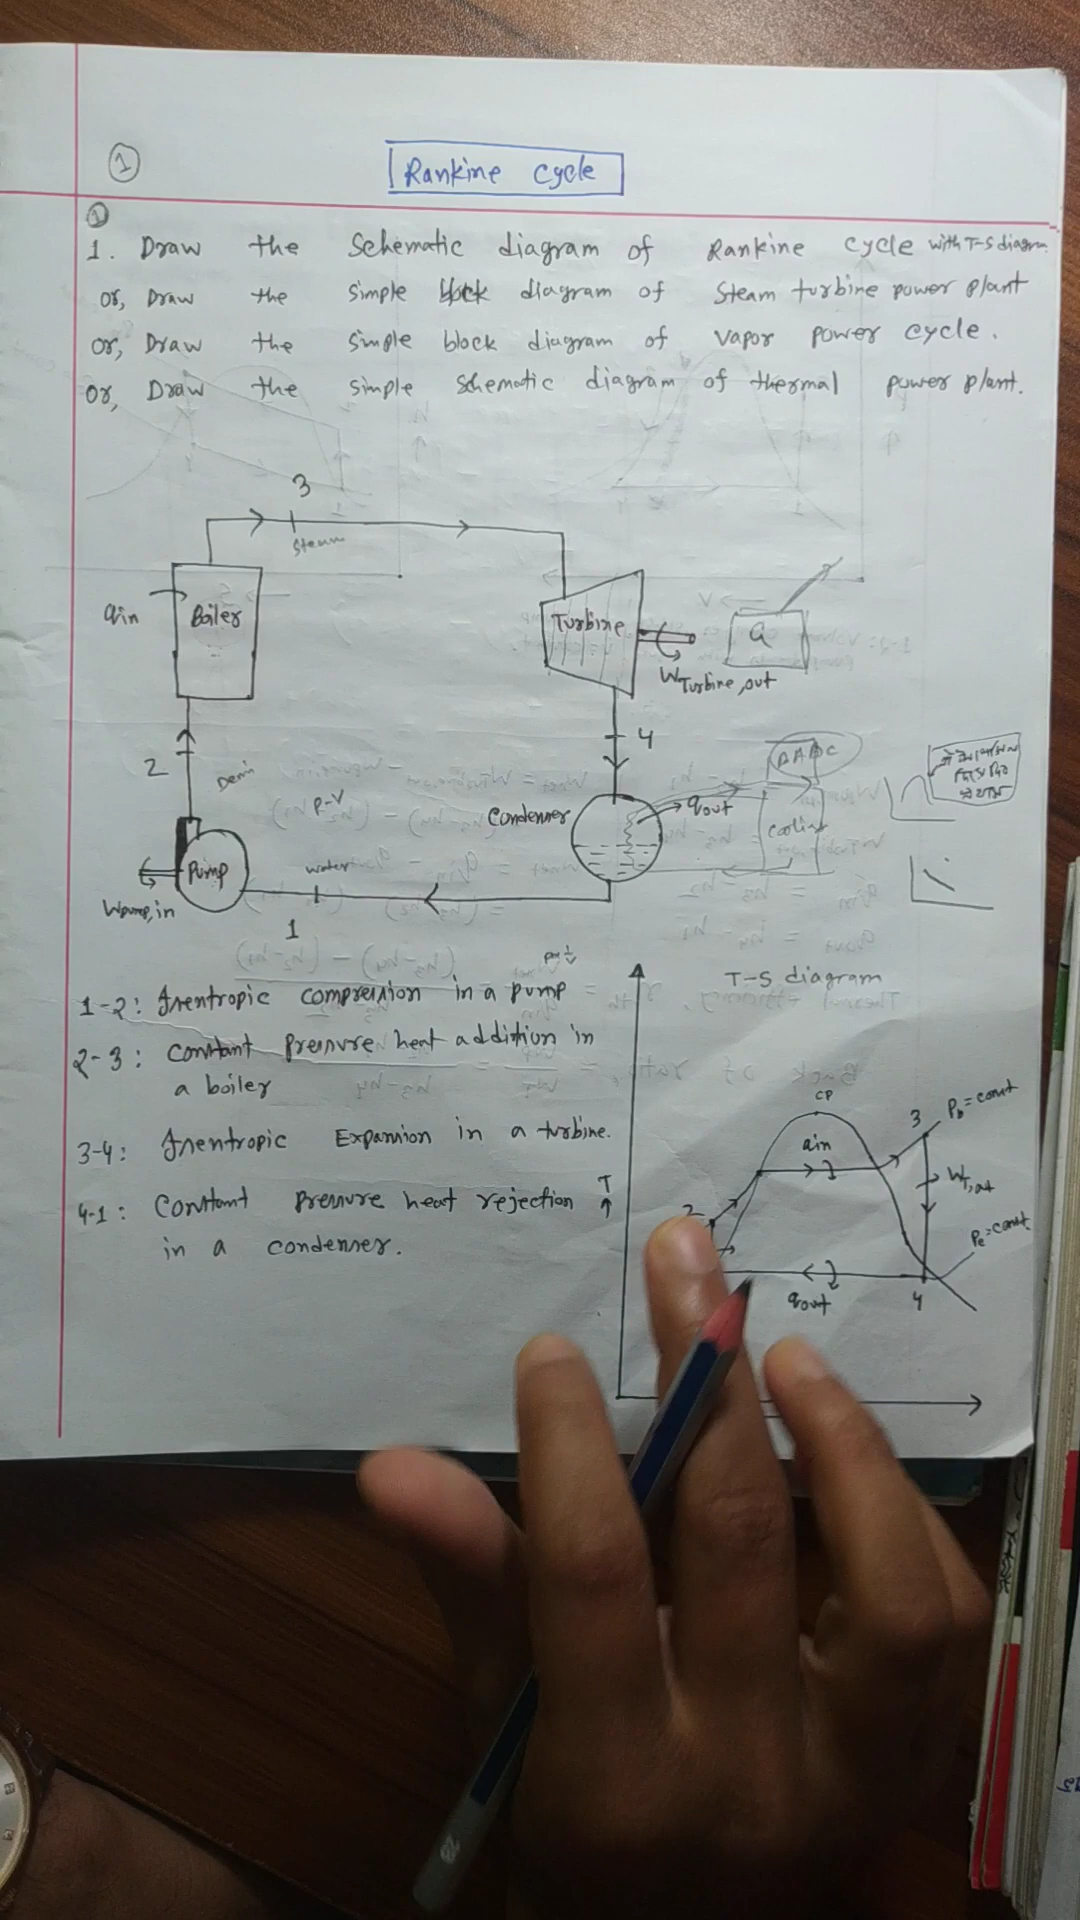 1
Rankine cycle
1
1. Draw the Schematic diagram of Rankine cycle with T-S diagram
or, Draw the simple block diagram of Steam turbine power plant
or, Draw the simple block diagram of vapor power cycle.
or, Draw the simple schematic diagram of thermal power plant.
3
Steam
qin
Boiler
Turbine
G
WTurbine,out
4
2
P-V
Condenser
qout
Cooling
Pump
water
Wpump,in
1
T-S diagram
1-2: Isentropic compression in a pump
2-3: Constant pressure heat addition in
a boiler
3-4: Isentropic Expansion in a turbine.
4-1: Constant pressure heat rejection
in a condenser.
T
CP
3
Pb=const
qin
WT,out
2
Pc=const.
qout
4